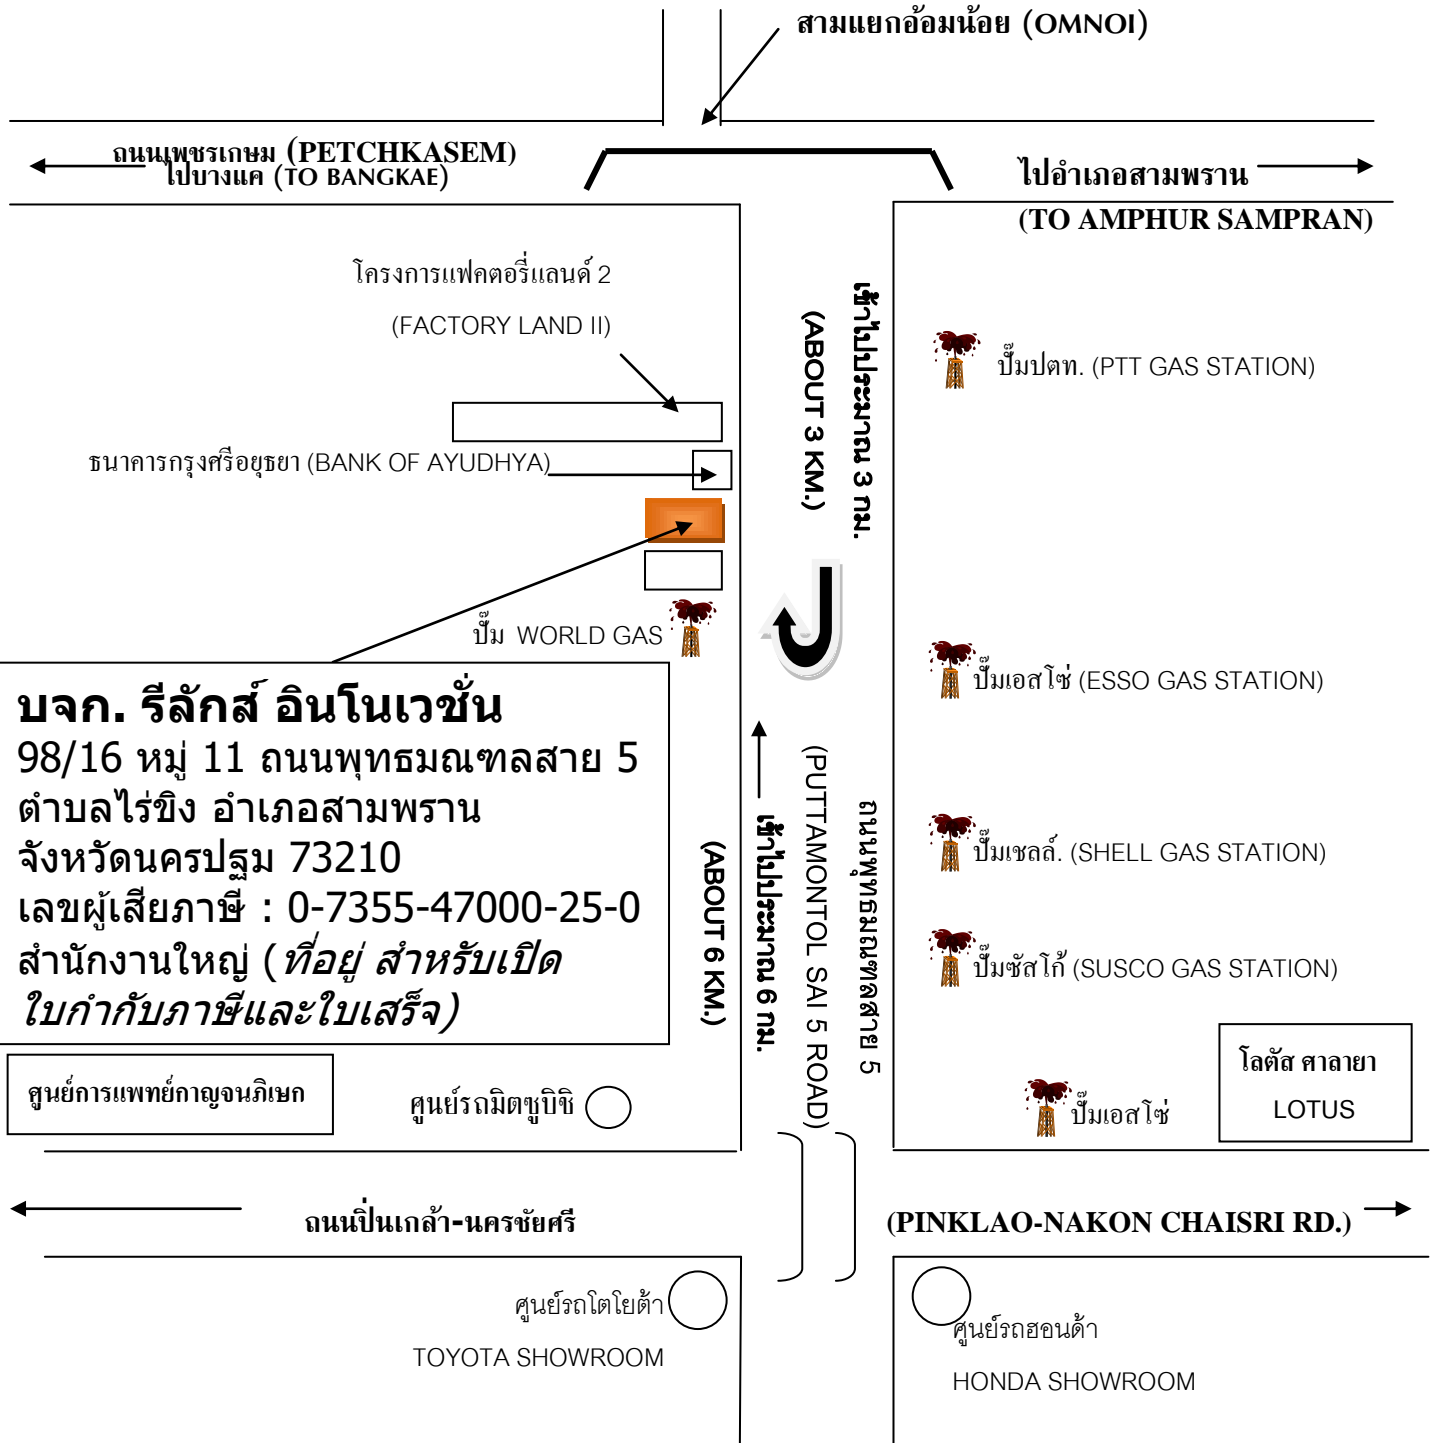 สามแยกอ้อมน้อย (OMNOI)
ถนนเพชรเกษม (PETCHKASEM)
ไปบางแค (TO BANGKAE)
ไปอำเภอสามพราน
(TO AMPHUR SAMPRAN)
โครงการแฟคตอรี่แลนด์ 2
(FACTORY LAND II)
เข้าไปประมาณ 3 กม.
(ABOUT 3 KM.)
ปั๊มปตท. (PTT GAS STATION)
ธนาคารกรุงศรีอยุธยา (BANK OF AYUDHYA)
ปั๊ม WORLD GAS
ปั๊มเอสโซ่ (ESSO GAS STATION)
บจก. รีลักส์ อินโนเวชั่น
98/16 หมู่ 11 ถนนพุทธมณฑลสาย 5
ตำบลไร่ขิง อำเภอสามพราน
จังหวัดนครปฐม 73210
เลขผู้เสียภาษี : 0-7355-47000-25-0
สำนักงานใหญ่ (ที่อยู่ สำหรับเปิด
ใบกำกับภาษีและใบเสร็จ)
ถนนพุทธมณฑลสาย 5
(PUTTAMONTOL SAI 5 ROAD)
เข้าไปประมาณ 6 กม.
(ABOUT 6 KM.)
ปั๊มเชลล์. (SHELL GAS STATION)
ปั๊มซัสโก้ (SUSCO GAS STATION)
โลตัส ศาลายา
LOTUS
ศูนย์การแพทย์กาญจนภิเษก
ศูนย์รถมิตซูบิชิ
ปั๊มเอสโซ่
ถนนปิ่นเกล้า-นครชัยศรี
(PINKLAO-NAKON CHAISRI RD.)
ศูนย์รถโตโยต้า
TOYOTA SHOWROOM
ศูนย์รถฮอนด้า
HONDA SHOWROOM